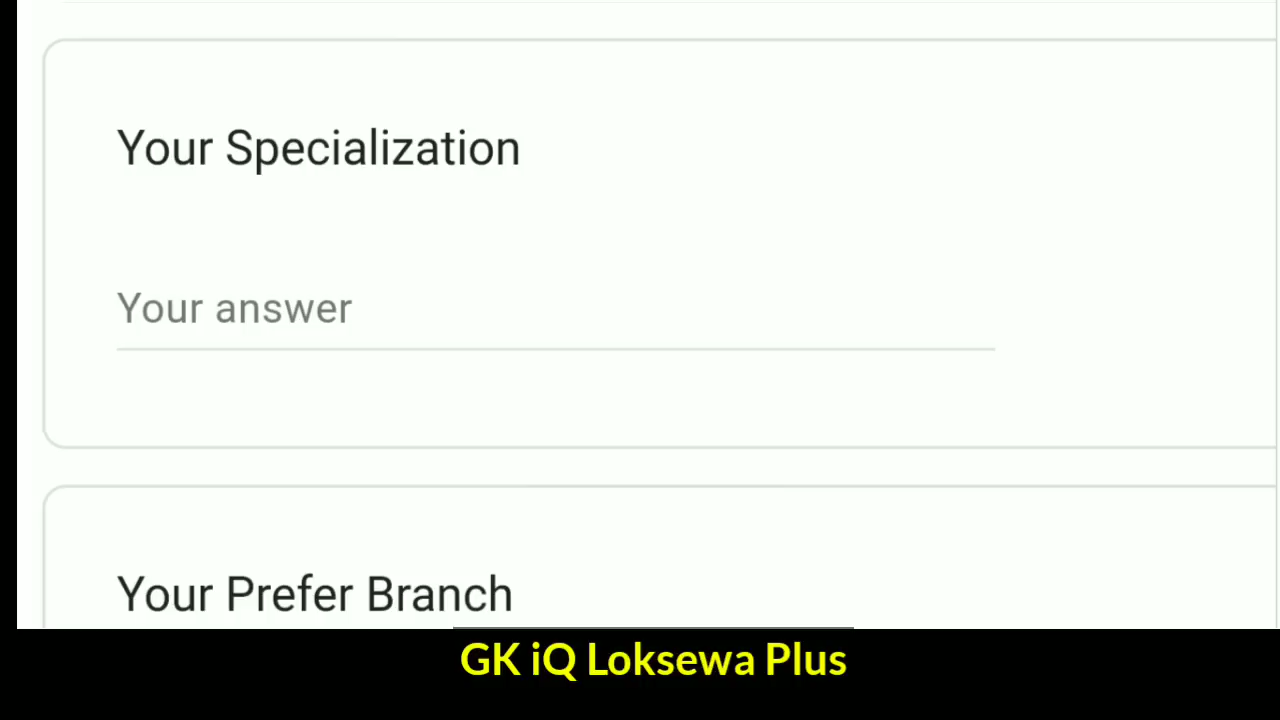 Your Specialization
Your answer
Your Prefer Branch
GK iQ Loksewa Plus